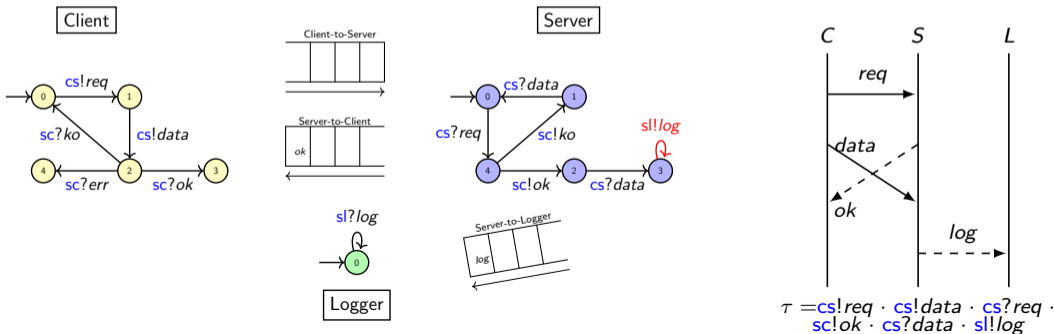 Client
Client-to-Server
Server
C S L
0 cs!req 1
0 cs?data 1
req
sc?ko cs!data
Server-to-Client
cs?req sc!ko sl!log
data
ok
4 sc?err 2 sc?ok 3
4 sc!ok 2 cs?data 3
ok
sl?log
0
Server-to-Logger
log
log
Logger
τ =cs!req · cs!data · cs?req ·
sc!ok · cs?data · sl!log